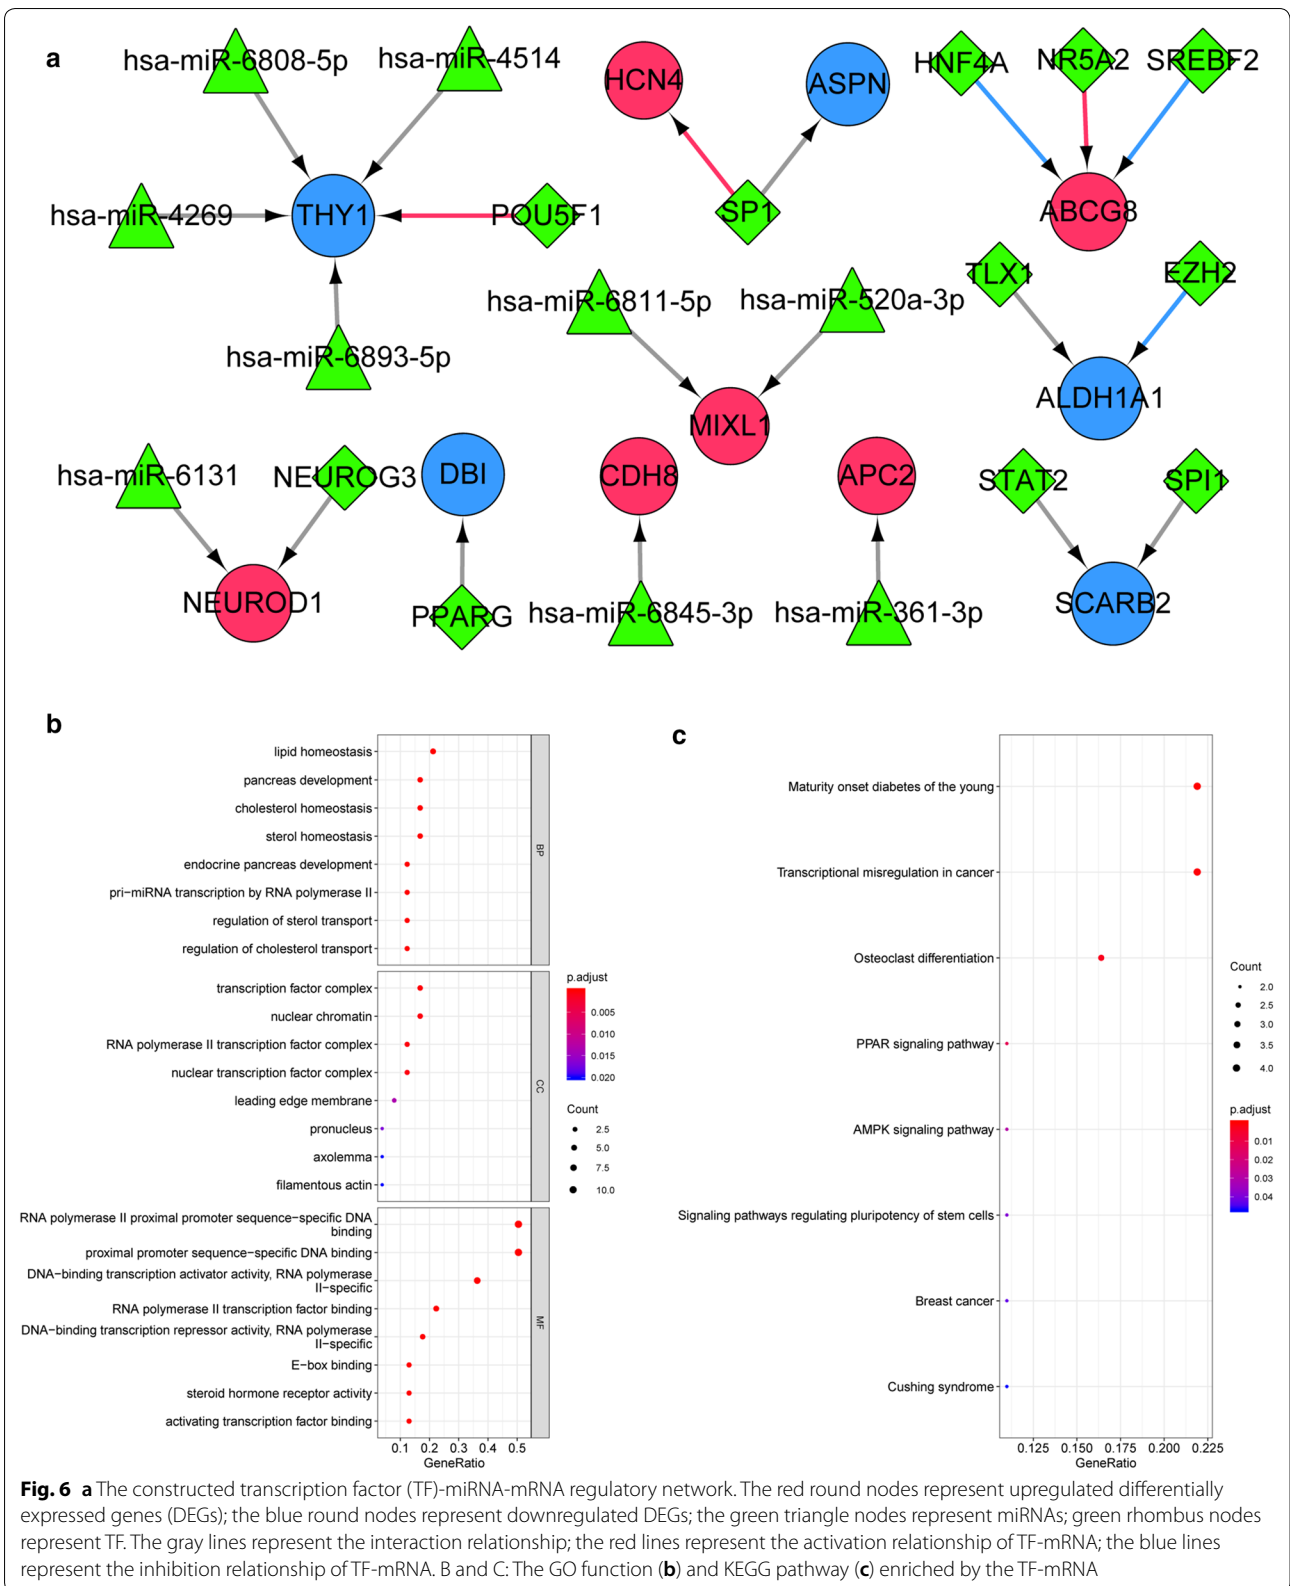 a
hsa-miR-6808-5p
hsa-miR-4514
HCN4
ASPN
HNF4A
NR5A2
SREBF2
hsa-miR-4269
THY1
POU5F1
SP1
ABCG8
hsa-miR-6811-5p
hsa-miR-520a-3p
TLX1
EZH2
hsa-miR-6893-5p
MIXL1
ALDH1A1
hsa-miR-6131
NEUROG3
DBI
CDH8
APC2
STAT2
SPI1
NEUROD1
PPARG
hsa-miR-6845-3p
hsa-miR-361-3p
SCARB2
b
lipid homeostasis
pancreas development
cholesterol homeostasis
sterol homeostasis
endocrine pancreas development
pri−miRNA transcription by RNA polymerase II
regulation of sterol transport
regulation of cholesterol transport
BP
transcription factor complex
nuclear chromatin
RNA polymerase II transcription factor complex
nuclear transcription factor complex
leading edge membrane
pronucleus
axolemma
filamentous actin
CC
RNA polymerase II proximal promoter sequence−specific DNA
binding
proximal promoter sequence−specific DNA binding
DNA−binding transcription activator activity, RNA polymerase
II−specific
RNA polymerase II transcription factor binding
DNA−binding transcription repressor activity, RNA polymerase
II−specific
E−box binding
steroid hormone receptor activity
activating transcription factor binding
MF
0.1 0.2 0.3 0.4 0.5
GeneRatio
p.adjust
0.005
0.010
0.015
0.020
Count
2.5
5.0
7.5
10.0
c
Maturity onset diabetes of the young
Transcriptional misregulation in cancer
Osteoclast differentiation
PPAR signaling pathway
AMPK signaling pathway
Signaling pathways regulating pluripotency of stem cells
Breast cancer
Cushing syndrome
0.125 0.150 0.175 0.200 0.225
GeneRatio
Count
2.0
2.5
3.0
3.5
4.0
p.adjust
0.01
0.02
0.03
0.04
Fig. 6 a The constructed transcription factor (TF)-miRNA-mRNA regulatory network. The red round nodes represent upregulated differentially
expressed genes (DEGs); the blue round nodes represent downregulated DEGs; the green triangle nodes represent miRNAs; green rhombus nodes
represent TF. The gray lines represent the interaction relationship; the red lines represent the activation relationship of TF-mRNA; the blue lines
represent the inhibition relationship of TF-mRNA. B and C: The GO function (b) and KEGG pathway (c) enriched by the TF-mRNA